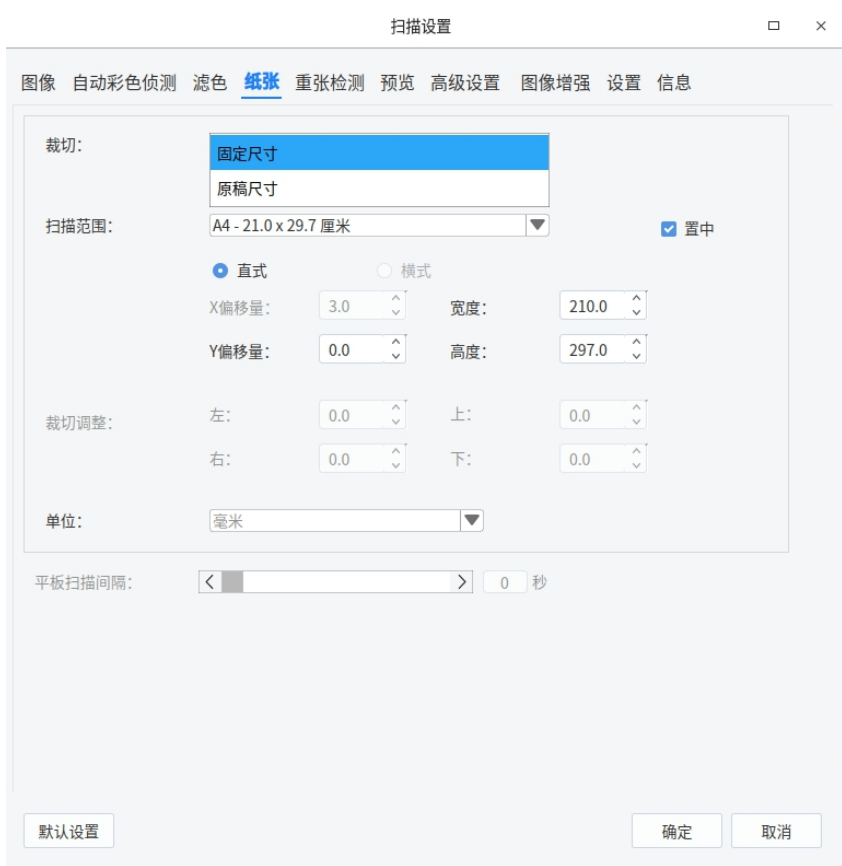 扫描设置
图像 自动彩色侦测 滤色 纸张 重张检测 预览 高级设置 图像增强 设置 信息
裁切:
固定尺寸
原稿尺寸
扫描范围: A4 - 21.0 x 29.7 厘米 置中
直式 横式
X偏移量: 3.0 宽度: 210.0
Y偏移量: 0.0 高度: 297.0
裁切调整: 左: 0.0 上: 0.0
右: 0.0 下: 0.0
单位: 毫米
平板扫描间隔: 0 秒
默认设置 确定 取消